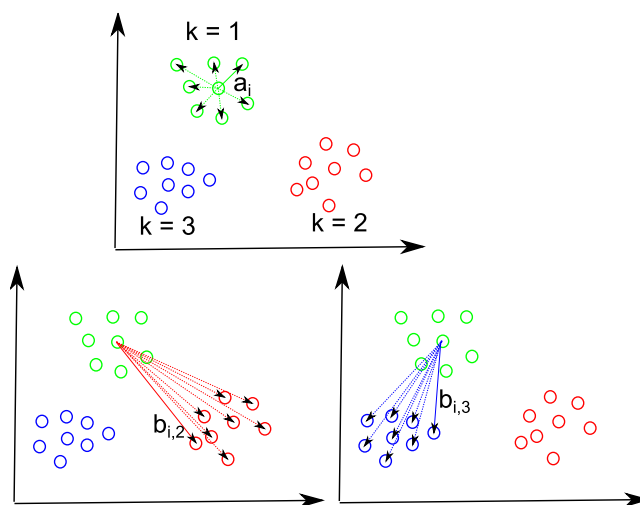 k = 1
a_i
k = 3
k = 2
b_i,2
b_i,3